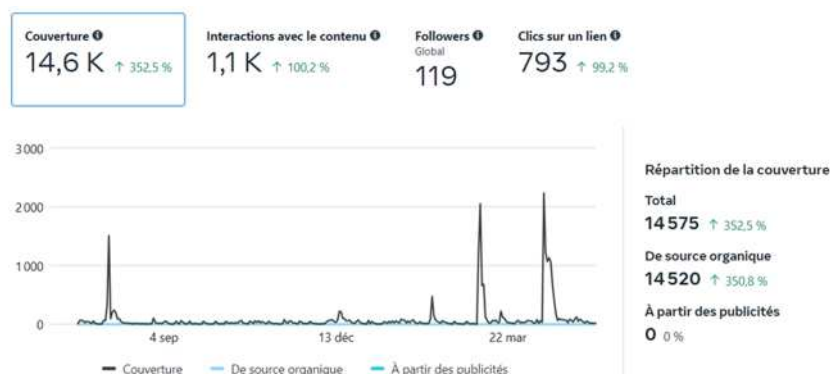 Couverture
14,6 K ↑ 352,5 %
Interactions avec le contenu
1,1 K ↑ 100,2 %
Followers
Global
119
Clics sur un lien
793 ↑ 99,2 %
3 000
2 000
1 000
0
4 sep
13 déc
22 mar
Couverture
De source organique
À partir des publicités
Répartition de la couverture
Total
14 575 ↑ 352,5 %
De source organique
14 520 ↑ 350,8 %
À partir des publicités
0 0 %